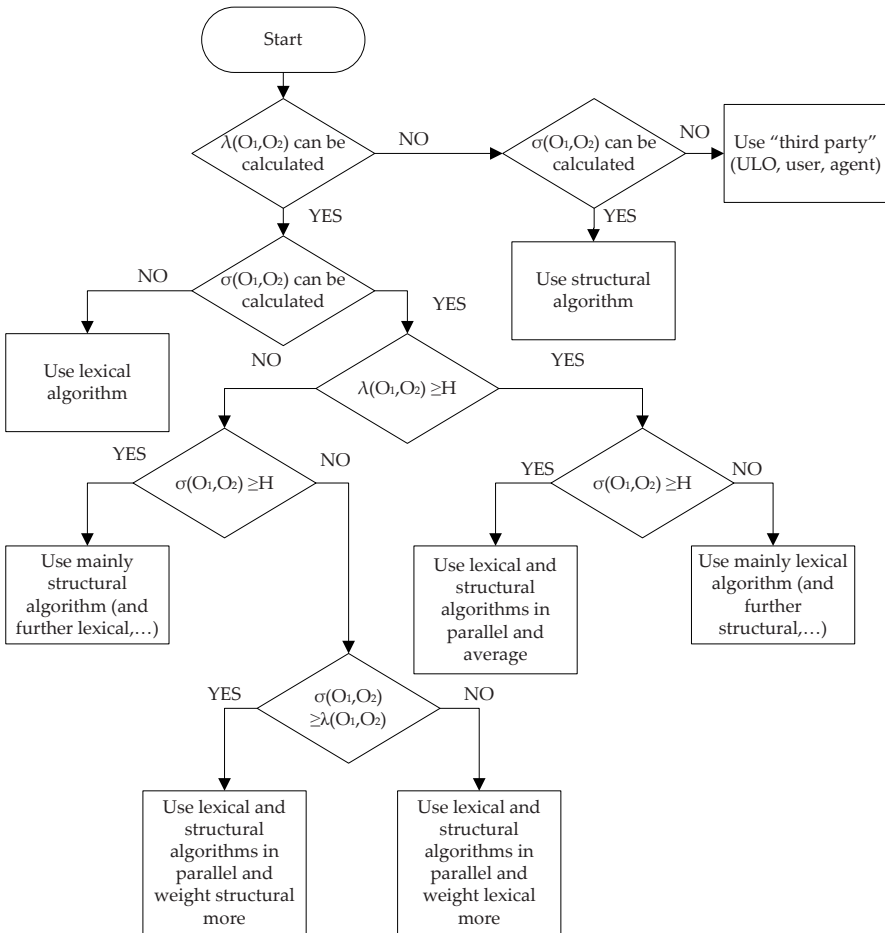 Start
λ(O₁,O₂) can be
calculated
NO
σ(O₁,O₂) can be
calculated
NO
Use “third party”
(ULO, user, agent)
YES
YES
σ(O₁,O₂) can be
calculated
NO
YES
Use structural
algorithm
Use lexical
algorithm
NO
λ(O₁,O₂) ≥H
YES
YES
σ(O₁,O₂) ≥H
NO
YES
σ(O₁,O₂) ≥H
NO
Use mainly
structural
algorithm (and
further lexical,…)
Use lexical and
structural
algorithms in
parallel and
average
Use mainly lexical
algorithm (and
further
structural,…)
YES
σ(O₁,O₂)
≥λ(O₁,O₂)
NO
Use lexical and
structural
algorithms in
parallel and
weight structural
more
Use lexical and
structural
algorithms in
parallel and
weight lexical
more